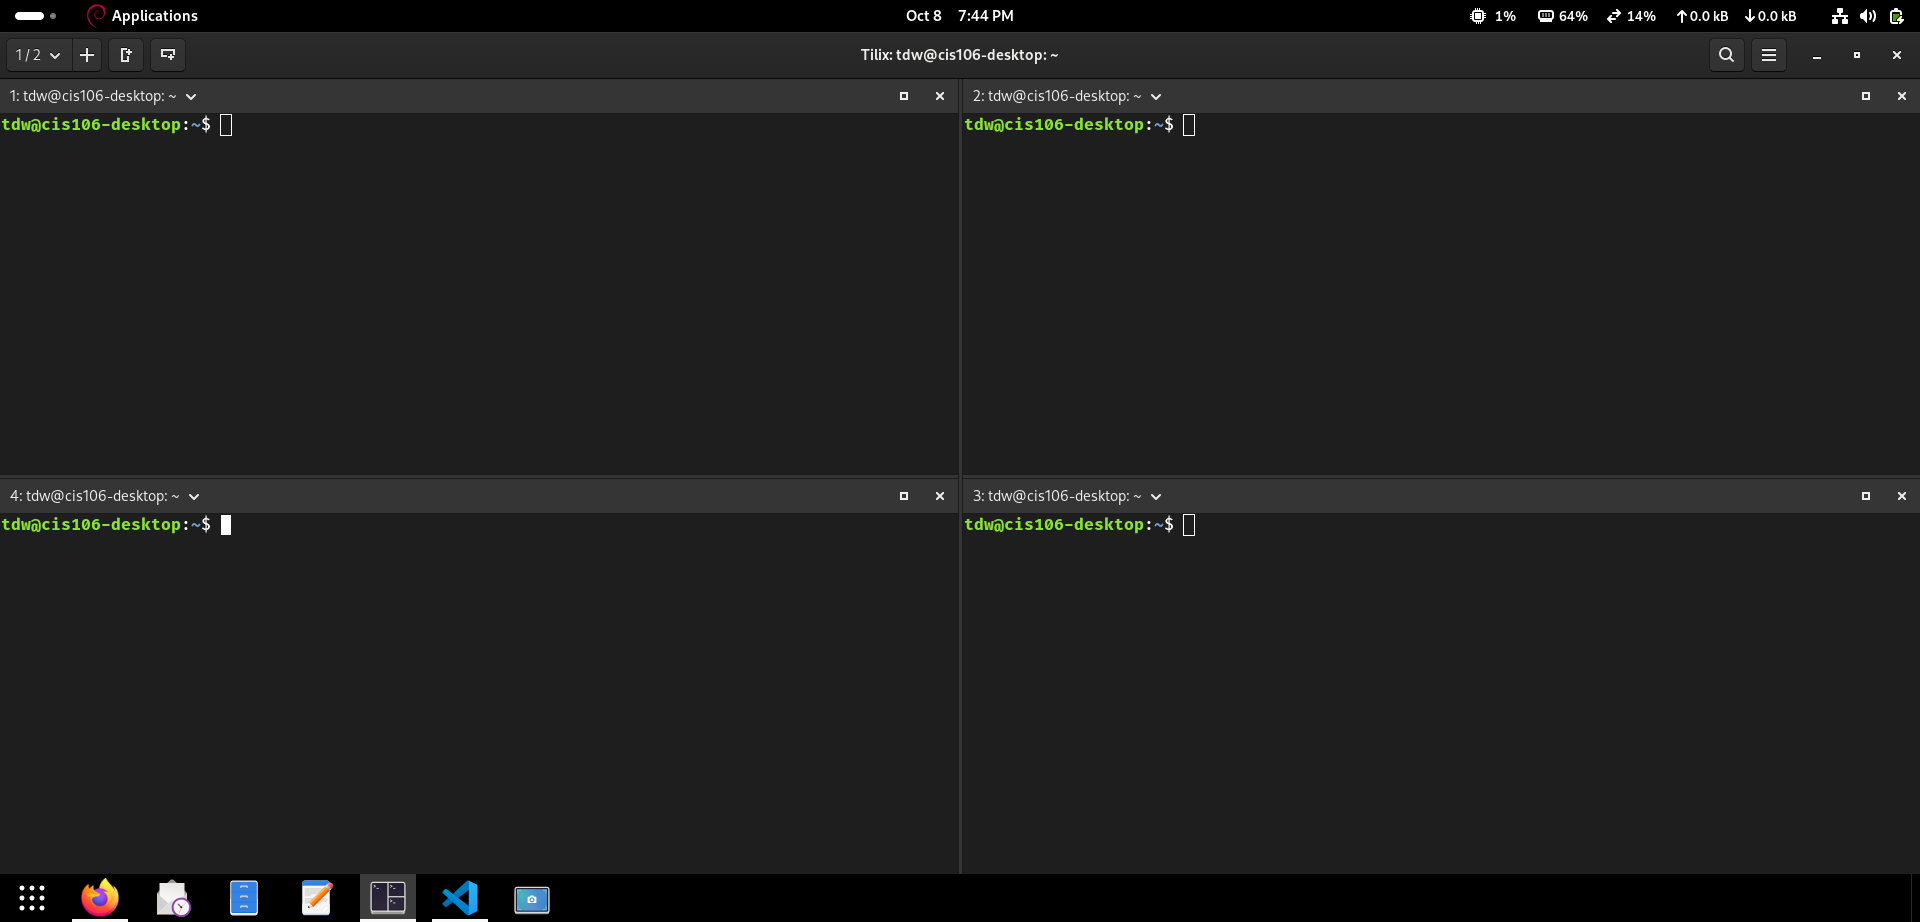 Applications
Oct 8 7:44 PM
1% 64% 14% 0.0 kB 0.0 kB
1 / 2
Tilix: tdw@cis106-desktop: ~
1: tdw@cis106-desktop: ~
tdw@cis106-desktop:~$
2: tdw@cis106-desktop: ~
tdw@cis106-desktop:~$
4: tdw@cis106-desktop: ~
tdw@cis106-desktop:~$
3: tdw@cis106-desktop: ~
tdw@cis106-desktop:~$